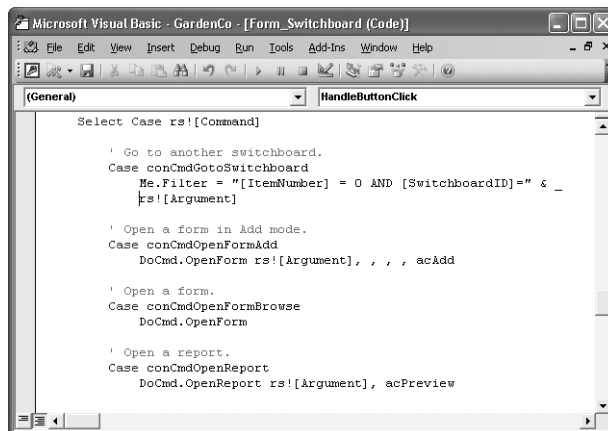 Microsoft Visual Basic - GardenCo - [Form_Switchboard (Code)]
File Edit View Insert Debug Run Tools Add-Ins Window Help
(General) HandleButtonClick
Select Case rs![Command]
' Go to another switchboard.
Case conCmdGotoSwitchboard
Me.Filter = "[ItemNumber] = 0 AND [SwitchboardID]=" & _
rs![Argument]
' Open a form in Add mode.
Case conCmdOpenFormAdd
DoCmd.OpenForm rs![Argument], , , , acAdd
' Open a form.
Case conCmdOpenFormBrowse
DoCmd.OpenForm
' Open a report.
Case conCmdOpenReport
DoCmd.OpenReport rs![Argument], acPreview